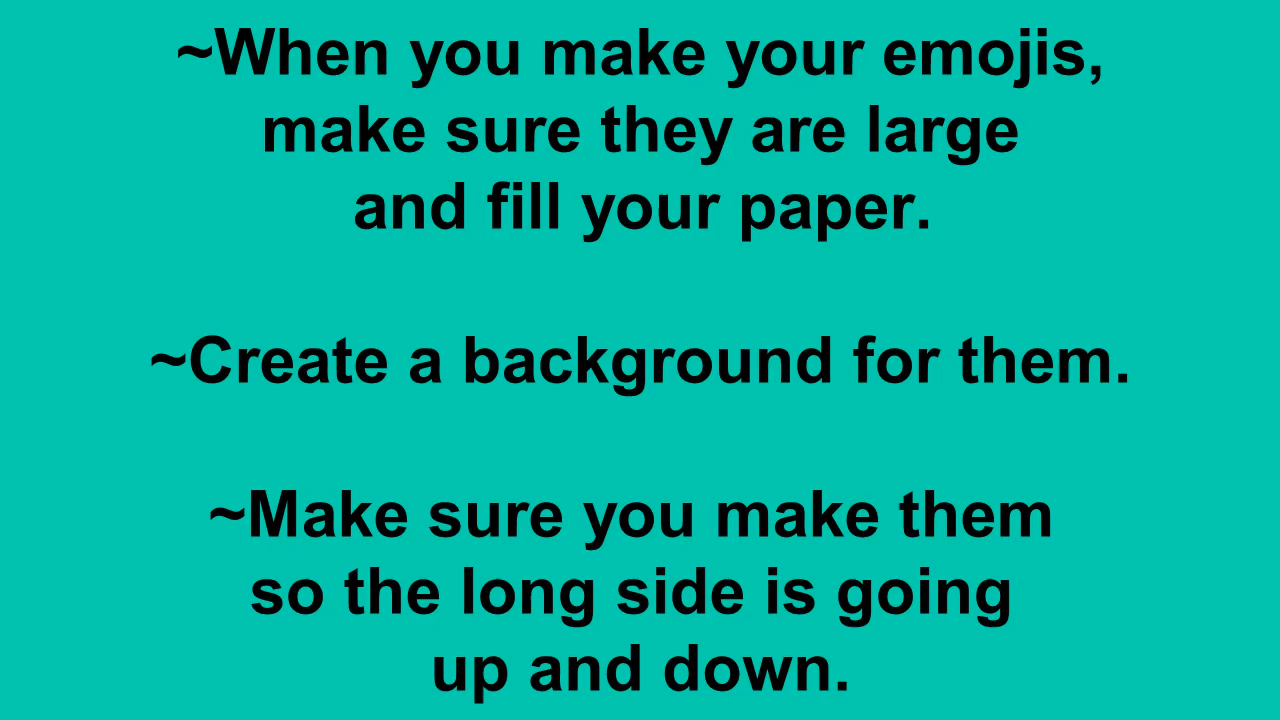 ~When you make your emojis,
make sure they are large
and fill your paper.
~Create a background for them.
~Make sure you make them
so the long side is going
up and down.